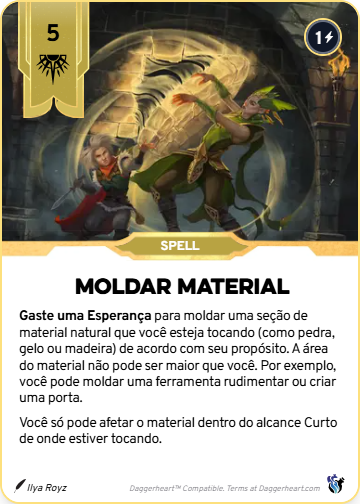 5
1
SPELL
MOLDAR MATERIAL
Gaste uma Esperança para moldar uma seção de
material natural que você esteja tocando (como pedra,
gelo ou madeira) de acordo com seu propósito. A área
do material não pode ser maior que você. Por exemplo,
você pode moldar uma ferramenta rudimentar ou criar
uma porta.
Você só pode afetar o material dentro do alcance Curto
de onde estiver tocando.
Ilya Royz
Daggerheart™ Compatible. Terms at Daggerheart.com